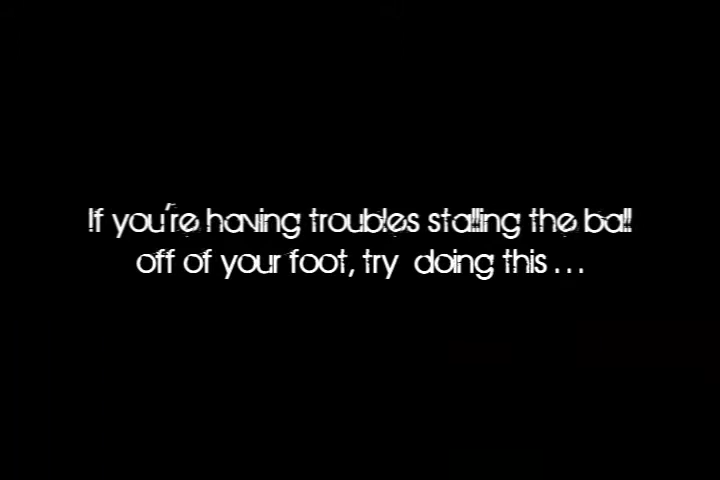 If you're having troubles stalling the ball
off of your foot, try doing this . . .